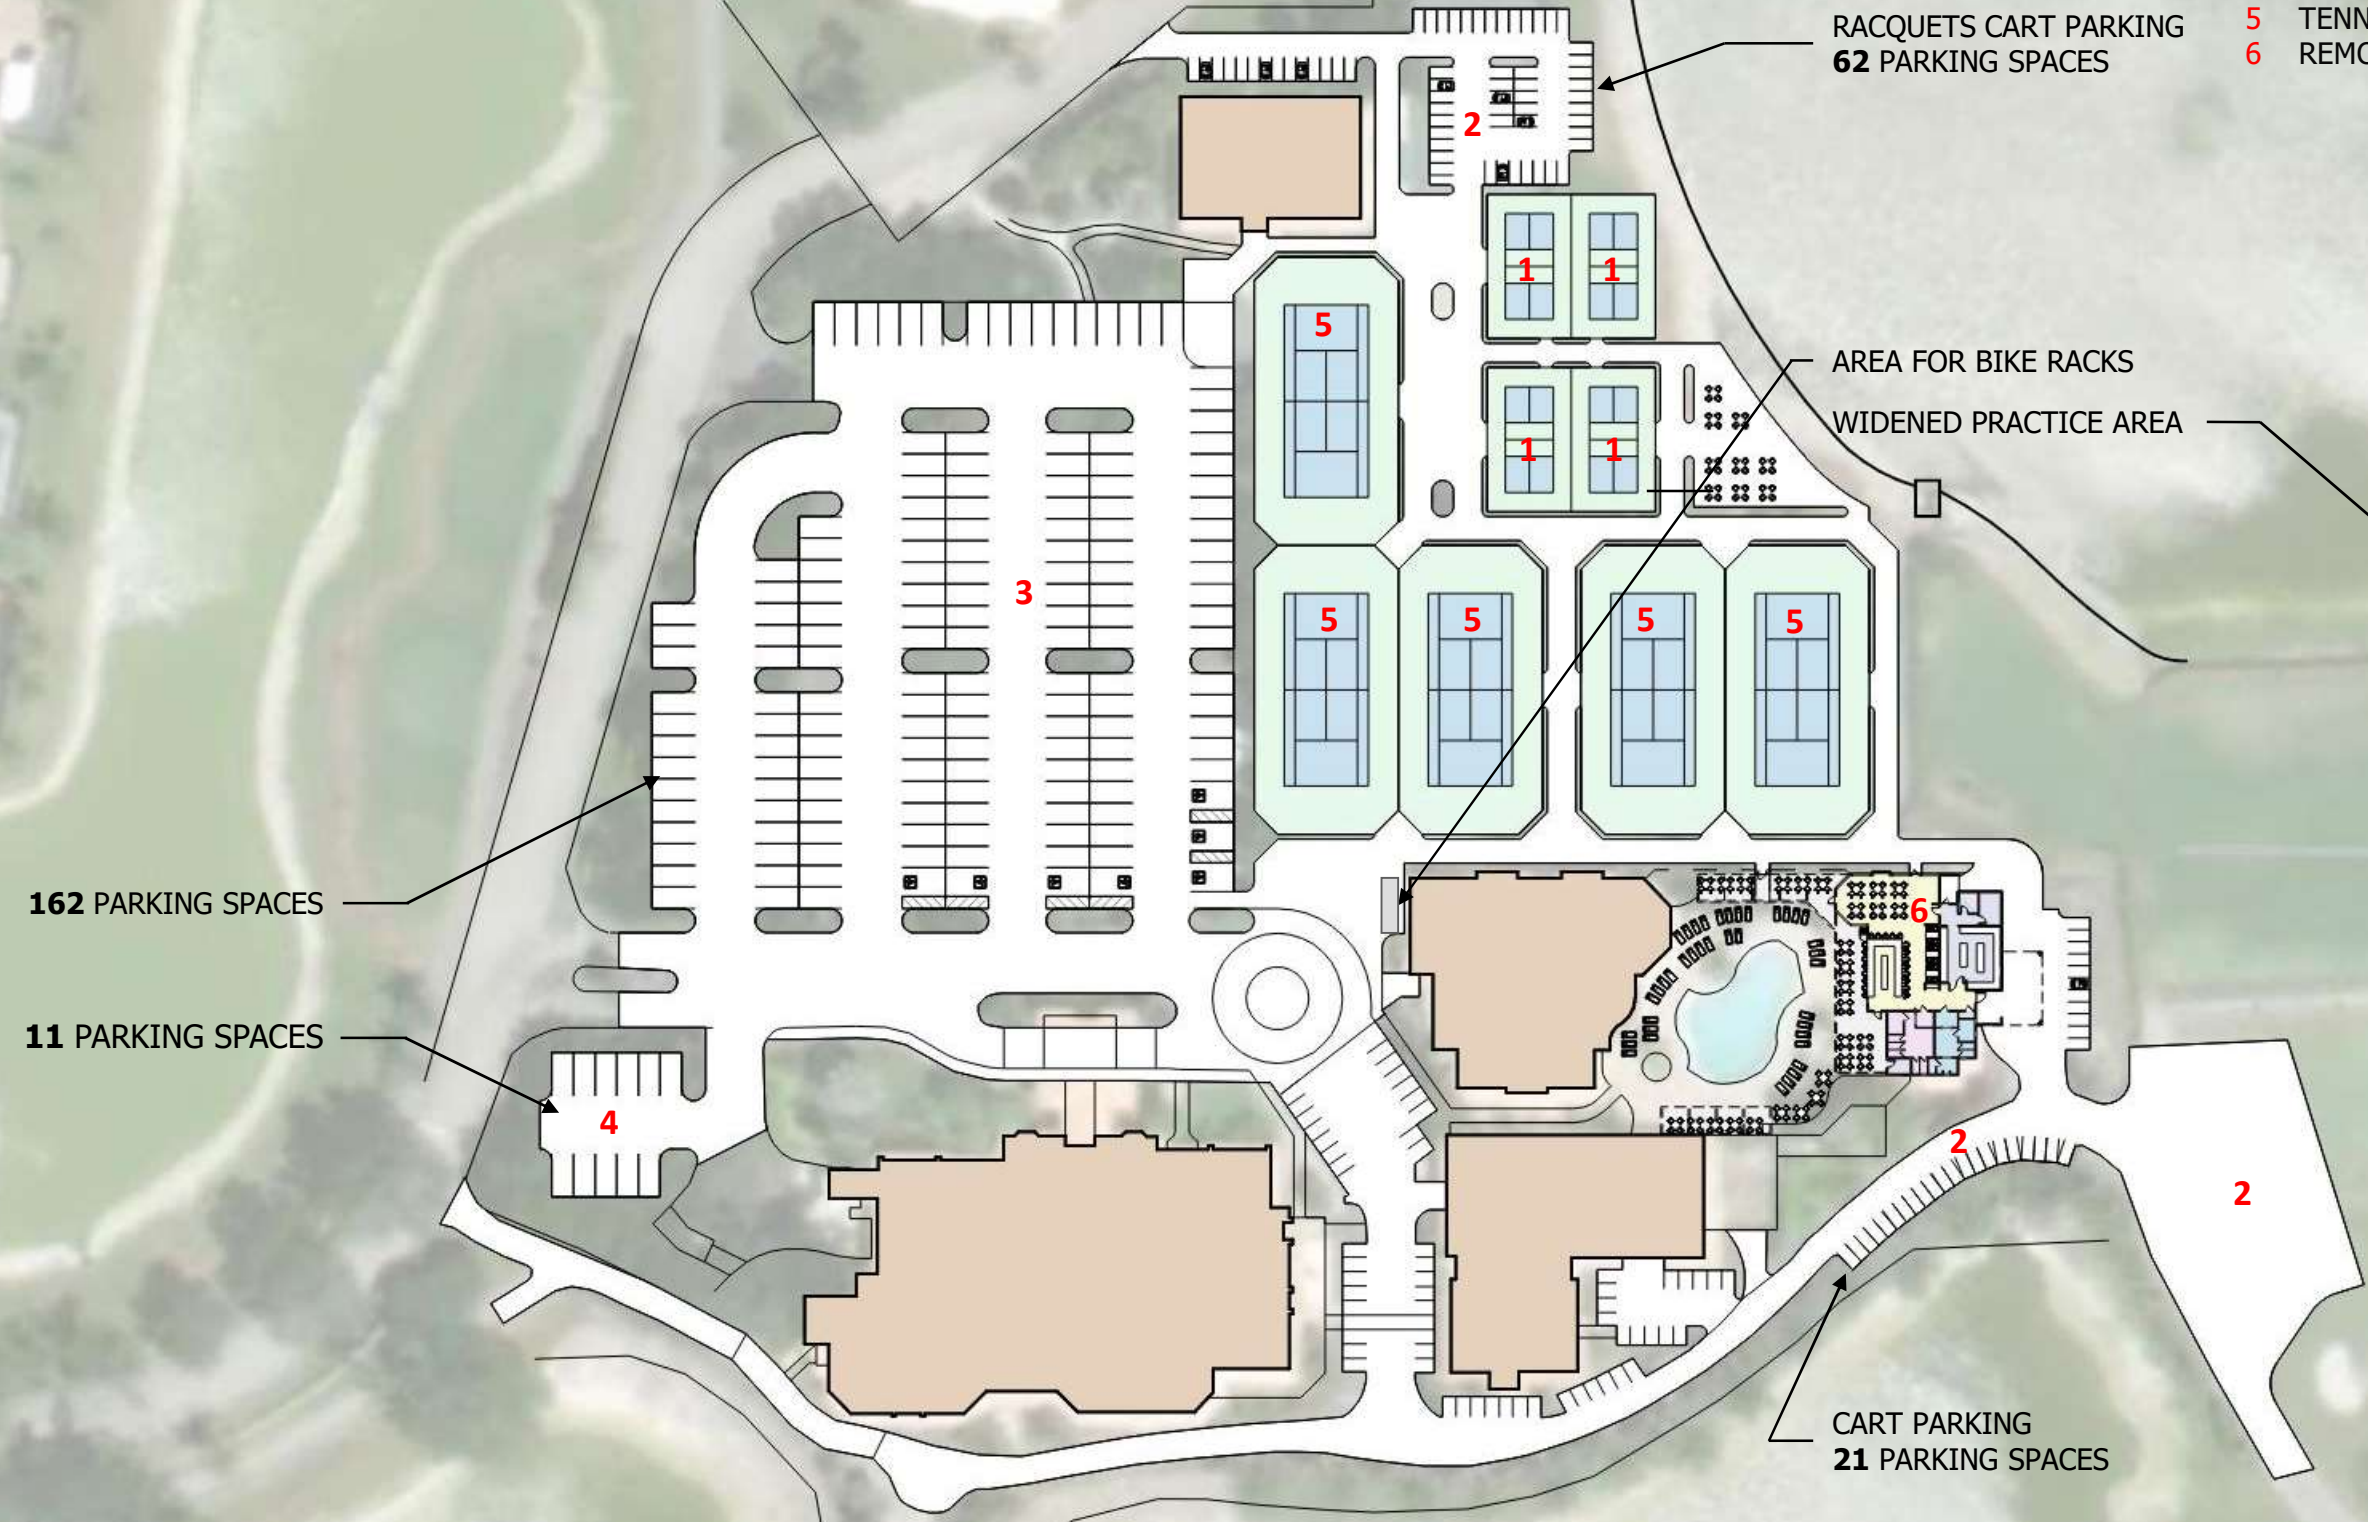 RACQUETS CART PARKING
62 PARKING SPACES
5
6
2
1 1
5
AREA FOR BIKE RACKS
WIDENED PRACTICE AREA
1 1
3
5 5 5 5
162 PARKING SPACES
6
11 PARKING SPACES
4
2
2
CART PARKING
21 PARKING SPACES